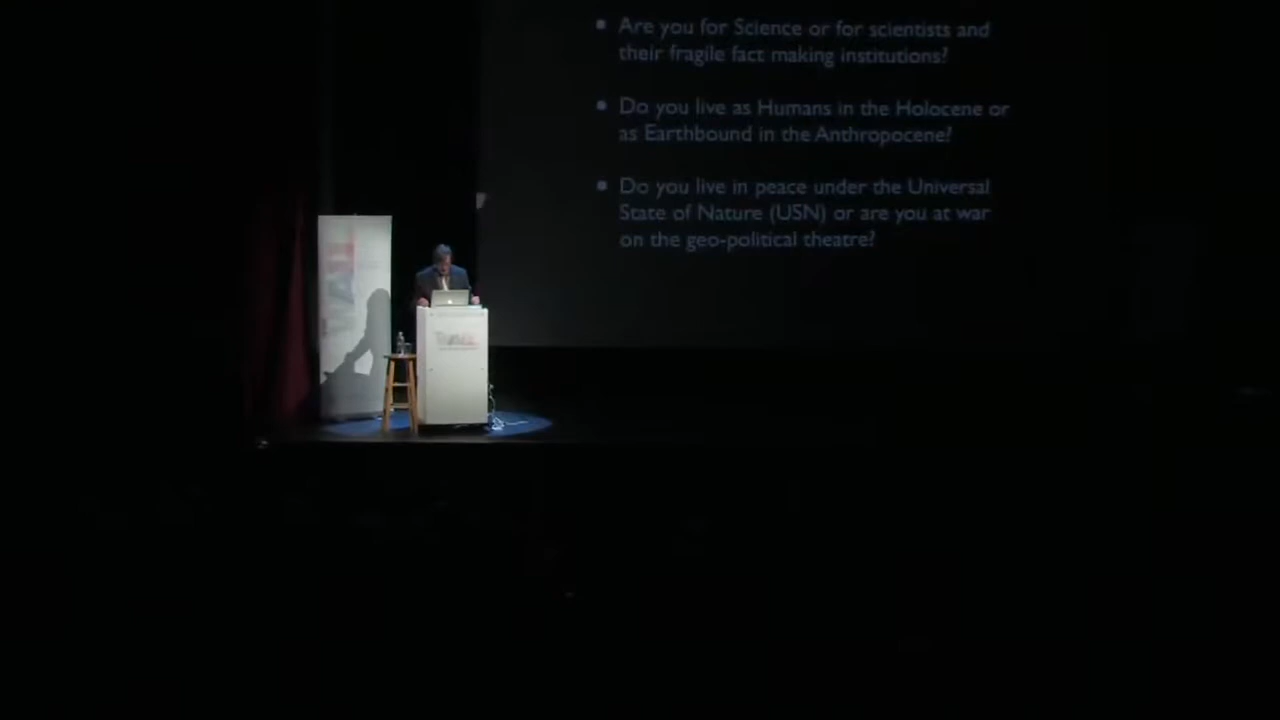 • Are you for Science or for scientists and
their fragile fact making institutions?
• Do you live as Humans in the Holocene or
as Earthbound in the Anthropocene?
• Do you live in peace under the Universal
State of Nature (USN) or are you at war
on the geo-political theatre?